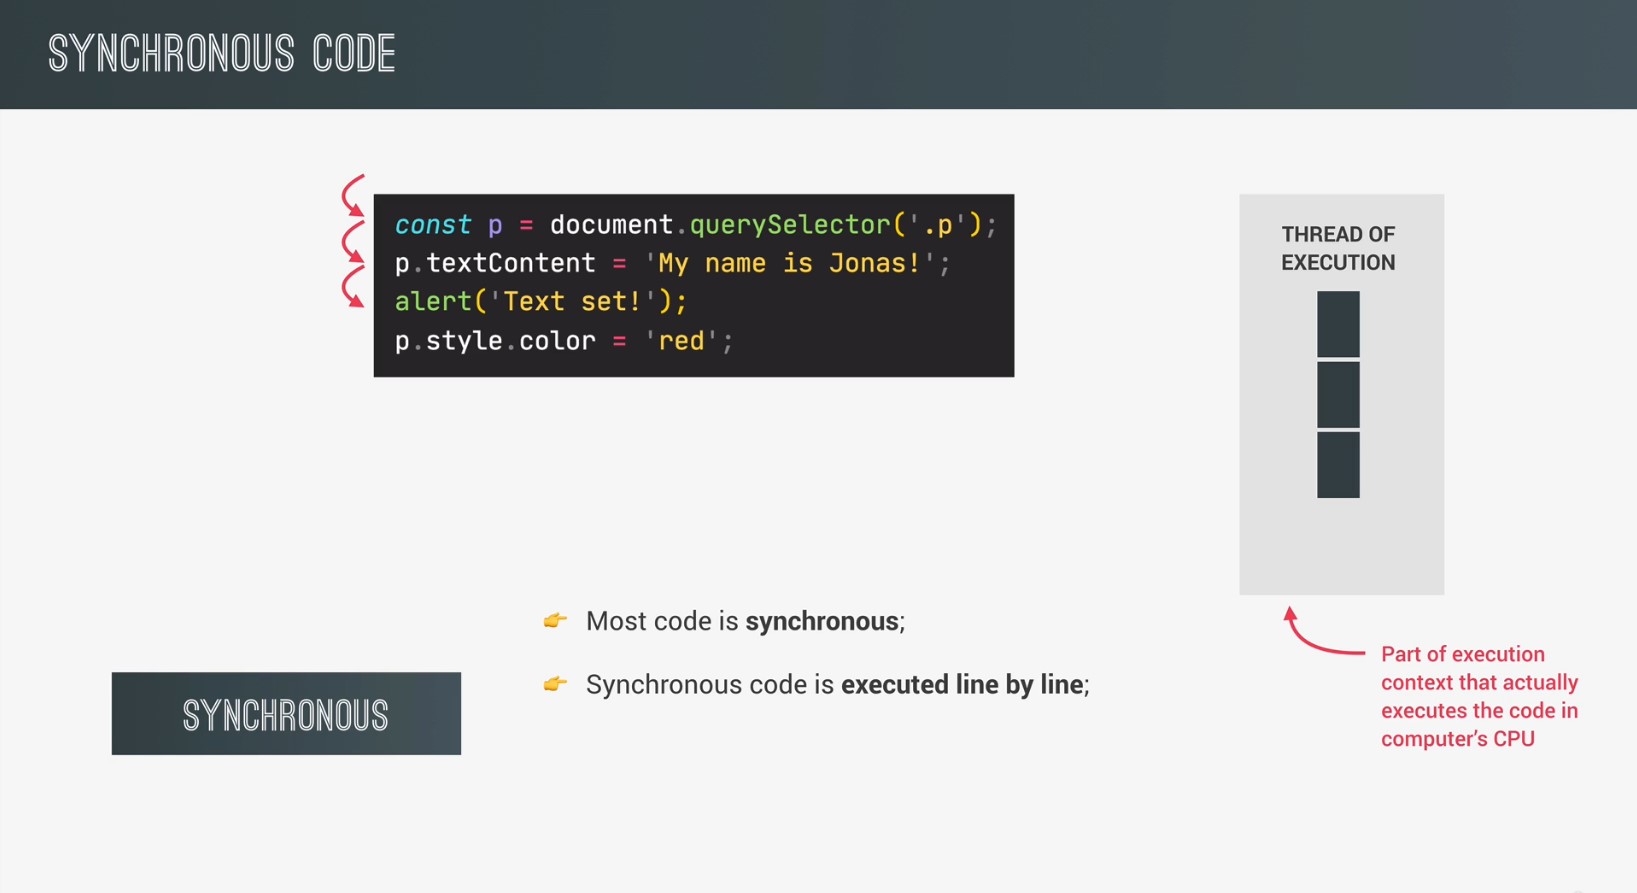 SYNCHRONOUS CODE
const p = document.querySelector('.p');
p.textContent = 'My name is Jonas!';
alert('Text set!');
p.style.color = 'red';
THREAD OF
EXECUTION
👉 Most code is synchronous;
👉 Synchronous code is executed line by line;
SYNCHRONOUS
Part of execution
context that actually
executes the code in
computer’s CPU